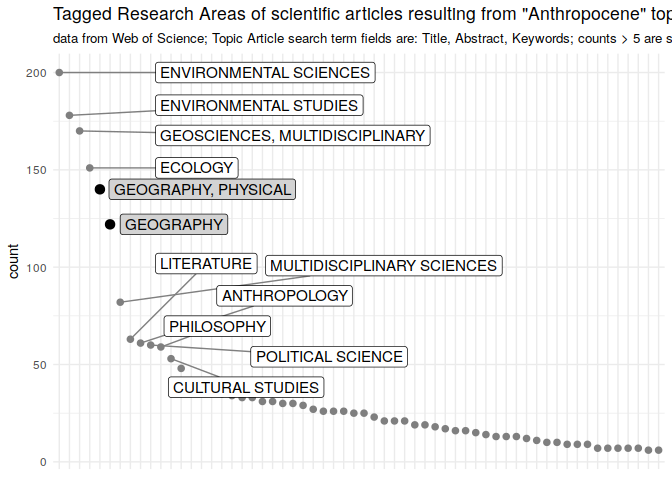 Tagged Research Areas of scientific articles resulting from "Anthropocene"
data from Web of Science; Topic Article search term fields are: Title, Abstract, Keywords; counts > 5 are
200
ENVIRONMENTAL SCIENCES
ENVIRONMENTAL STUDIES
GEOSCIENCES, MULTIDISCIPLINARY
150
ECOLOGY
GEOGRAPHY, PHYSICAL
GEOGRAPHY
count
100
LITERATURE
MULTIDISCIPLINARY SCIENCES
ANTHROPOLOGY
PHILOSOPHY
50
POLITICAL SCIENCE
CULTURAL STUDIES
0